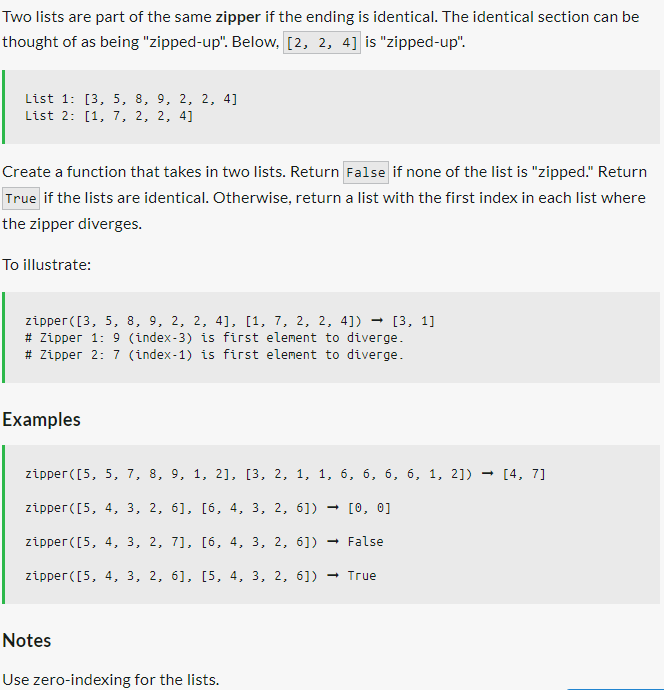 Two lists are part of the same zipper if the ending is identical. The identical section can be
thought of as being "zipped-up". Below, [2, 2, 4] is "zipped-up".
List 1: [3, 5, 8, 9, 2, 2, 4]
List 2: [1, 7, 2, 2, 4]
Create a function that takes in two lists. Return False if none of the list is "zipped." Return
True if the lists are identical. Otherwise, return a list with the first index in each list where
the zipper diverges.
To illustrate:
zipper([3, 5, 8, 9, 2, 2, 4], [1, 7, 2, 2, 4]) ➞ [3, 1]
# Zipper 1: 9 (index-3) is first element to diverge.
# Zipper 2: 7 (index-1) is first element to diverge.
Examples
zipper([5, 5, 7, 8, 9, 1, 2], [3, 2, 1, 1, 6, 6, 6, 6, 1, 2]) ➞ [4, 7]
zipper([5, 4, 3, 2, 6], [6, 4, 3, 2, 6]) ➞ [0, 0]
zipper([5, 4, 3, 2, 7], [6, 4, 3, 2, 6]) ➞ False
zipper([5, 4, 3, 2, 6], [5, 4, 3, 2, 6]) ➞ True
Notes
Use zero-indexing for the lists.